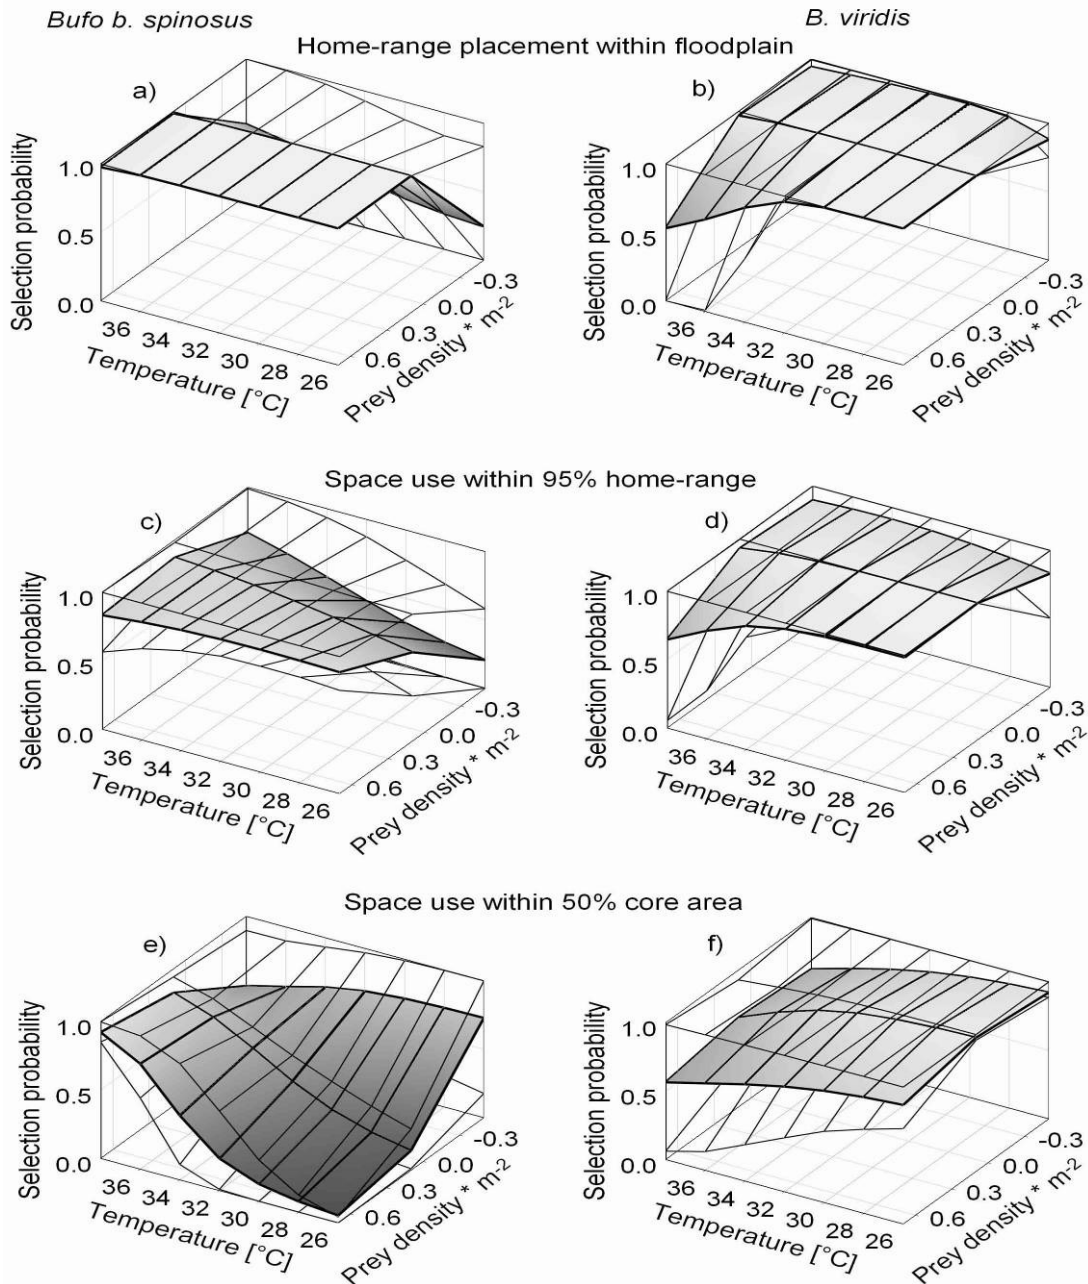 Bufo b. spinosus B. viridis
Home-range placement within floodplain
a) b)
Selection probability Selection probability
1.0 1.0
0.5 0.5
0.0 0.0
-0.3 -0.3
0.0 0.0
0.3 0.3
0.6 0.6
36 34 32 30 28 26 36 34 32 30 28 26
Temperature [°C] Prey density * m-2 Temperature [°C] Prey density * m-2
Space use within 95% home-range
c) d)
Selection probability Selection probability
1.0 1.0
0.5 0.5
0.0 0.0
-0.3 -0.3
0.0 0.0
0.3 0.3
0.6 0.6
36 34 32 30 28 26 36 34 32 30 28 26
Temperature [°C] Prey density * m-2 Temperature [°C] Prey density * m-2
Space use within 50% core area
e) f)
Selection probability Selection probability
1.0 1.0
0.5 0.5
0.0 0.0
-0.3 -0.3
0.0 0.0
0.3 0.3
0.6 0.6
36 34 32 30 28 26 36 34 32 30 28 26
Temperature [°C] Prey density * m-2 Temperature [°C] Prey density * m-2